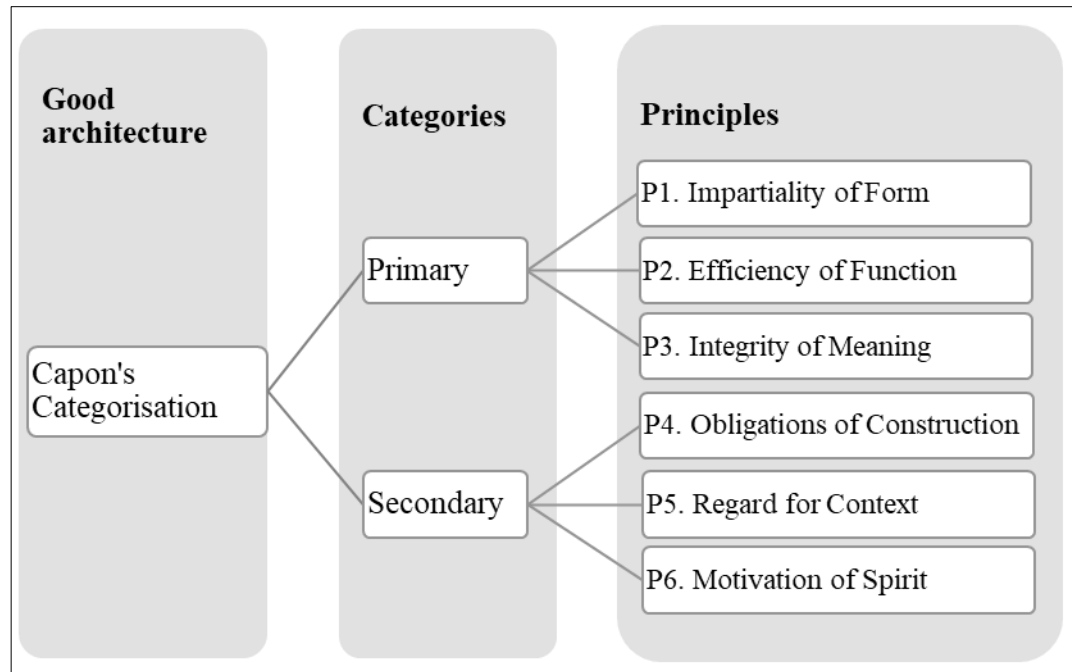 Good
architecture
Categories
Principles
Capon's
Categorisation
Primary
Secondary
P1. Impartiality of Form
P2. Efficiency of Function
P3. Integrity of Meaning
P4. Obligations of Construction
P5. Regard for Context
P6. Motivation of Spirit